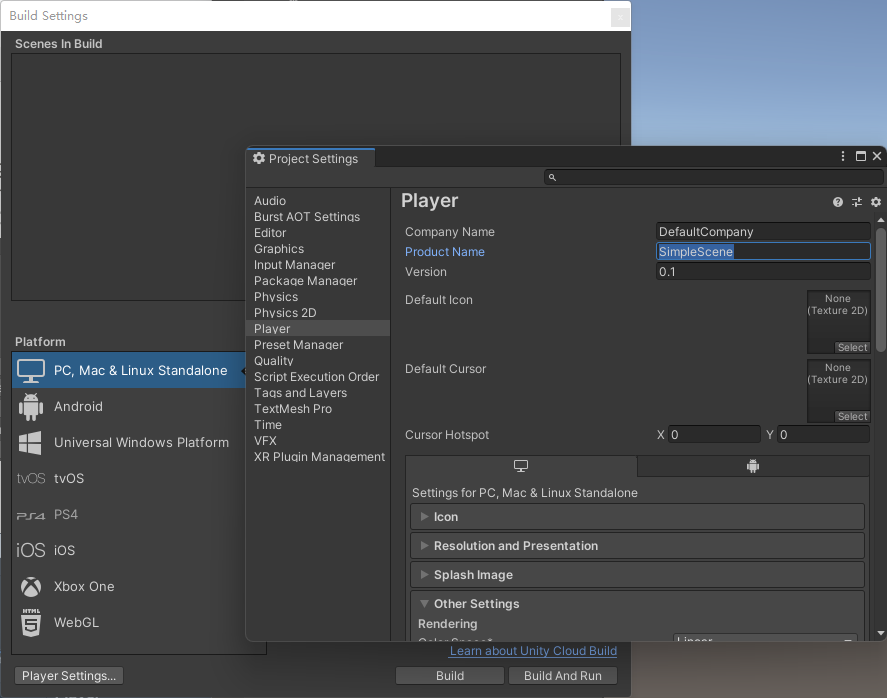 Build Settings
Scenes In Build
Platform
PC, Mac & Linux Standalone
Android
Universal Windows Platform
tvOS tvOS
PS4 PS4
iOS iOS
Xbox One
HTML
5 WebGL
Player Settings...
Learn about Unity Cloud Build
Build
Build And Run
Project Settings
Audio
Burst AOT Settings
Editor
Graphics
Input Manager
Package Manager
Physics
Physics 2D
Player
Preset Manager
Quality
Script Execution Order
Tags and Layers
TextMesh Pro
Time
VFX
XR Plugin Management
Player
Company Name DefaultCompany
Product Name SimpleScene
Version 0.1
Default Icon
None
(Texture 2D)
Select
Default Cursor
None
(Texture 2D)
Select
Cursor Hotspot X 0 Y 0
Settings for PC, Mac & Linux Standalone
Icon
Resolution and Presentation
Splash Image
Other Settings
Rendering
Color Space* Linear